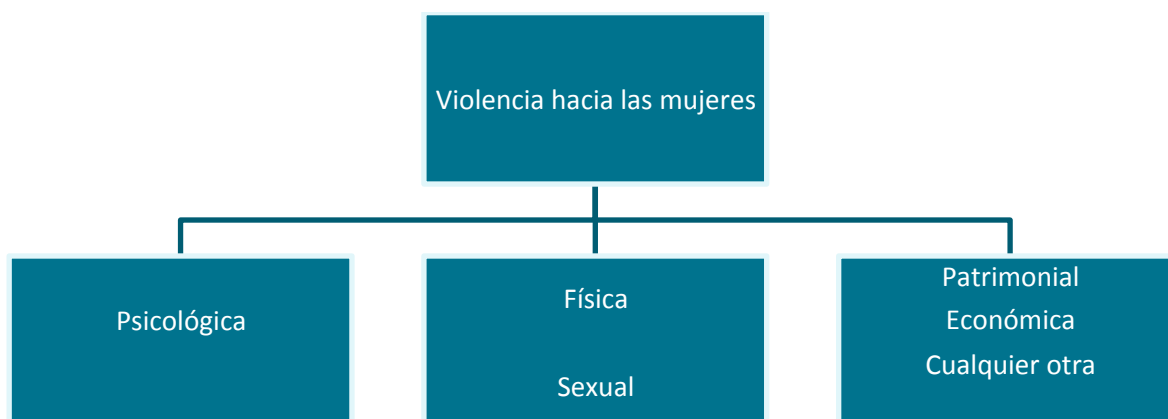 Violencia hacia las mujeres
Psicológica
Física
Sexual
Patrimonial
Económica
Cualquier otra